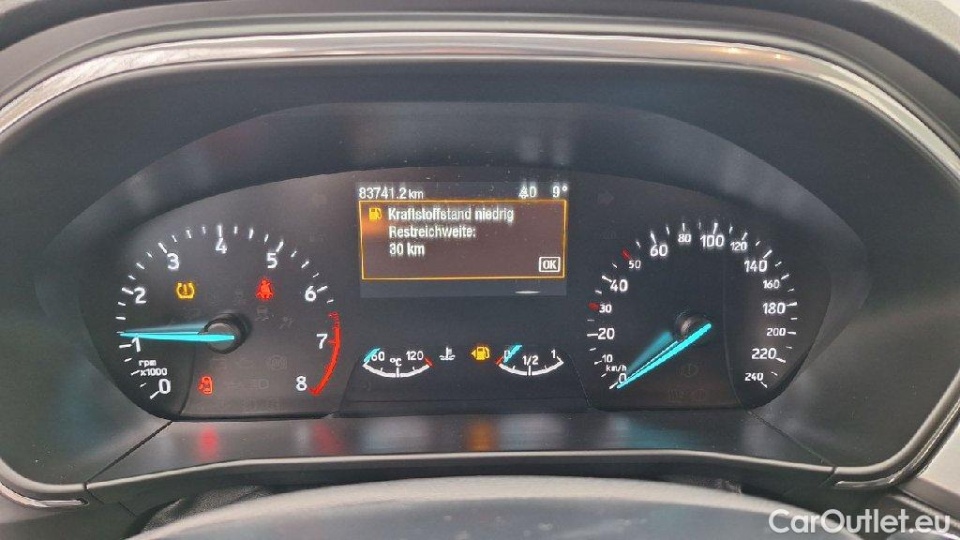 83741.2 km 40 9°
Kraftstoffstand niedrig
Restreichweite:
30 km
OK
0 1 2 3 4 5 6 7 8
rpm
x1000
60 °C 120
0 1/2 1
0 10 20 30 40 50 60 80 100 120 140 160 180 200 220 240
km/h
CarOutlet.eu